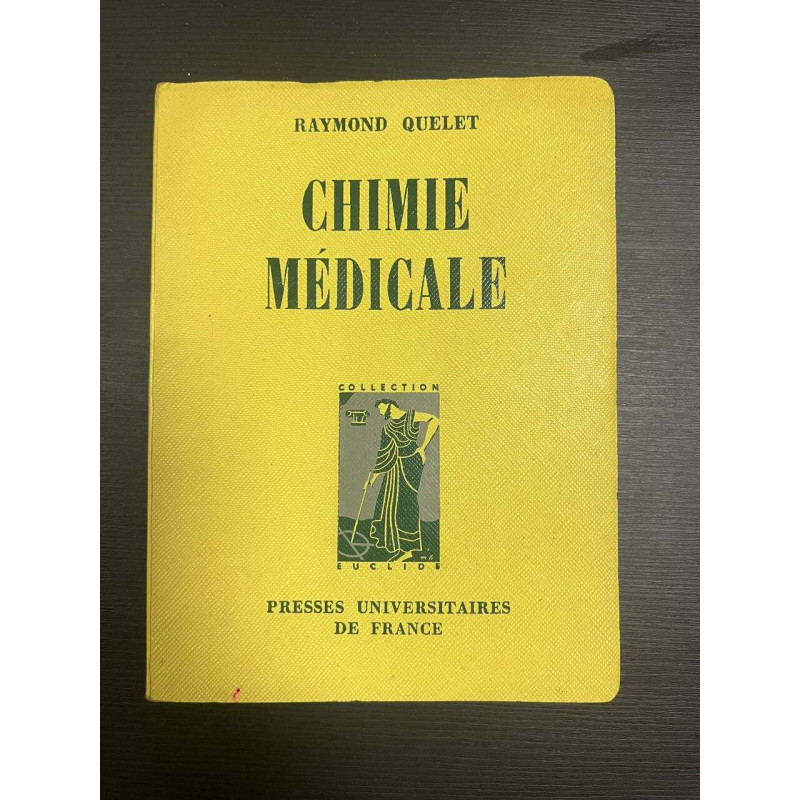 RAYMOND QUELET
CHIMIE
MÉDICALE
COLLECTION
EUCLIDE
PRESSES UNIVERSITAIRES
DE FRANCE